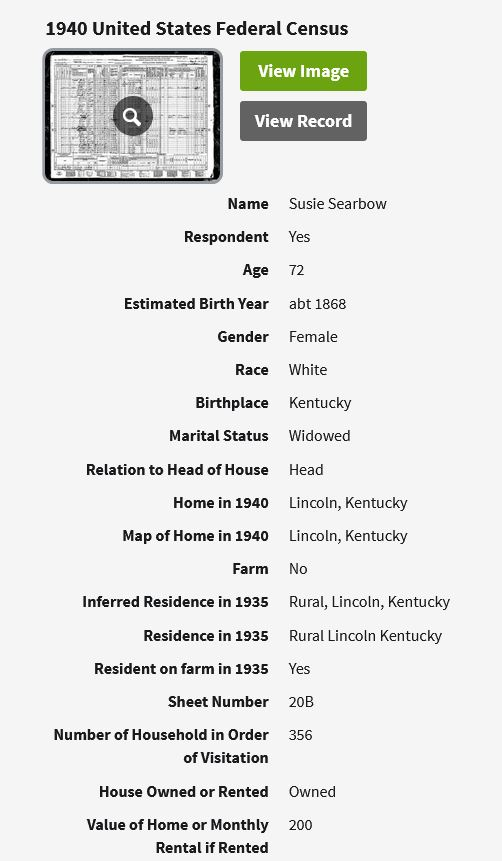 1940 United States Federal Census
View Image
View Record
Name Susie Searbow
Respondent Yes
Age 72
Estimated Birth Year abt 1868
Gender Female
Race White
Birthplace Kentucky
Marital Status Widowed
Relation to Head of House Head
Home in 1940 Lincoln, Kentucky
Map of Home in 1940 Lincoln, Kentucky
Farm No
Inferred Residence in 1935 Rural, Lincoln, Kentucky
Residence in 1935 Rural Lincoln Kentucky
Resident on farm in 1935 Yes
Sheet Number 20B
Number of Household in Order 356
of Visitation
House Owned or Rented Owned
Value of Home or Monthly 200
Rental if Rented